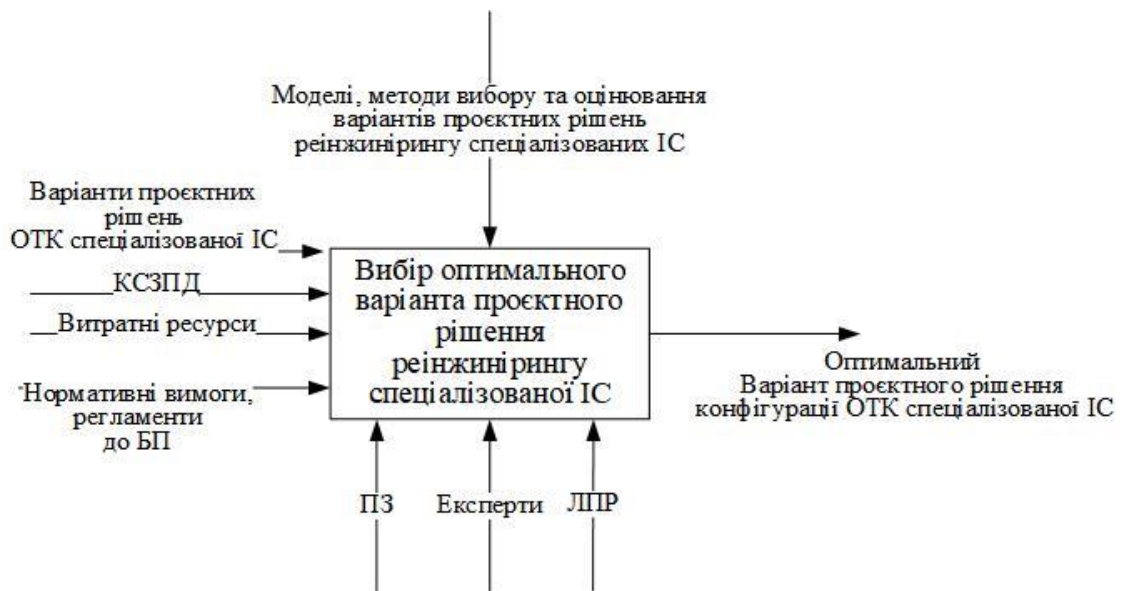 Моделі, методи вибору та оцінювання
варіантів проєктних рішень
реінжинірингу спеціалізованих ІС
Варіанти проєктних
рішень
ОТК спеціалізованої ІС
КСЗПД
Витратні ресурси
Нормативні вимоги,
регламенти
до БП
Вибір оптимального
варіанта проєктного
рішення
реінжинірингу
спеціалізованої ІС
Оптимальний
Варіант проєктного рішення
конфігурації ОТК спеціалізованої ІС
ПЗ
Експерти
ЛПР